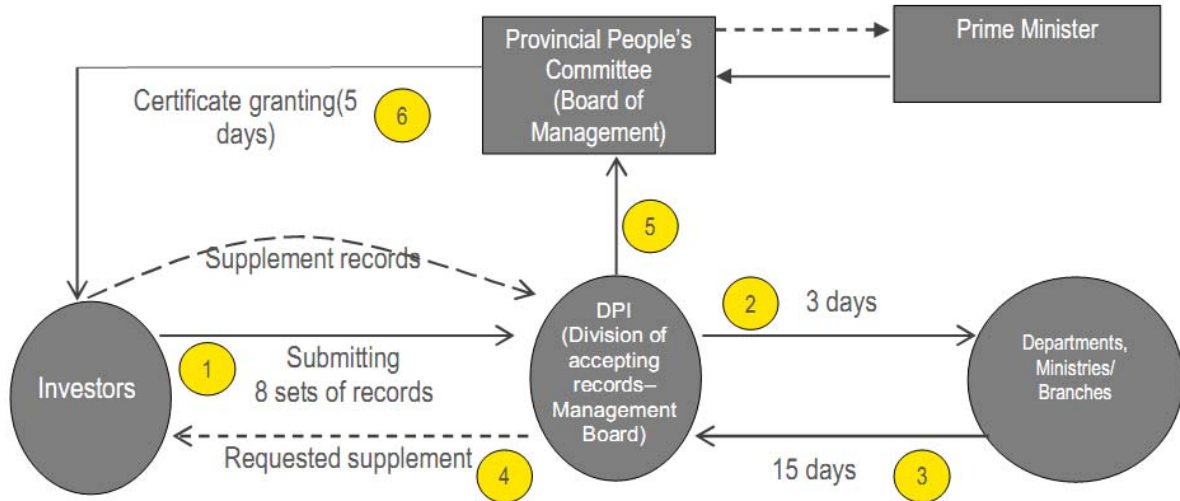 Provincial People's
Committee
(Board of
Management)
Prime Minister
Certificate granting(5
days)
6
Supplement records
5
Investors
1
Submitting
8 sets of records
DPI
(Division of
accepting
records–
Management
Board)
2
3 days
Departments,
Ministries/
Branches
Requested supplement
4
15 days
3